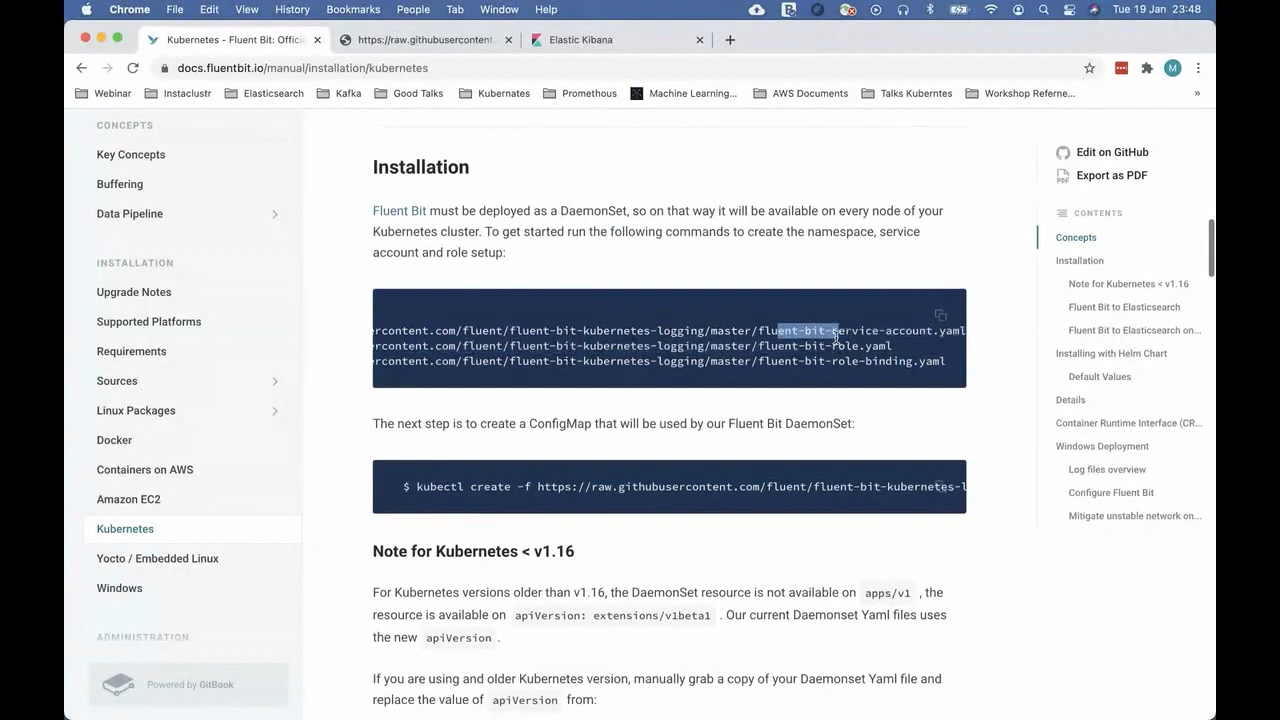 Chrome File Edit View History Bookmarks People Tab Window Help Tue 19 Jan 23:48
Kubernetes - Fluent Bit: Offici
https://raw.githubusercontent.
Elastic Kibana
docs.fluentbit.io/manual/installation/kubernetes
M
Webinar Instaclustr Elasticsearch Kafka Good Talks Kubernates Promethous Machine Learning... AWS Documents Talks Kuberntes Workshop Referne... »
CONCEPTS
Key Concepts
Buffering
Data Pipeline
INSTALLATION
Upgrade Notes
Supported Platforms
Requirements
Sources
Linux Packages
Docker
Containers on AWS
Amazon EC2
Kubernetes
Yocto / Embedded Linux
Windows
ADMINISTRATION
Powered by GitBook
Installation
Fluent Bit must be deployed as a DaemonSet, so on that way it will be available on every node of your
Kubernetes cluster. To get started run the following commands to create the namespace, service
account and role setup:
ercontent.com/fluent/fluent-bit-kubernetes-logging/master/fluent-bit-service-account.yaml
ercontent.com/fluent/fluent-bit-kubernetes-logging/master/fluent-bit-role.yaml
ercontent.com/fluent/fluent-bit-kubernetes-logging/master/fluent-bit-role-binding.yaml
The next step is to create a ConfigMap that will be used by our Fluent Bit DaemonSet:
$ kubectl create -f https://raw.githubusercontent.com/fluent/fluent-bit-kubernetes-l
Note for Kubernetes < v1.16
For Kubernetes versions older than v1.16, the DaemonSet resource is not available on apps/v1 , the
resource is available on apiVersion: extensions/v1beta1 . Our current Daemonset Yaml files uses
the new apiVersion .
If you are using and older Kubernetes version, manually grab a copy of your Daemonset Yaml file and
replace the value of apiVersion from:
Edit on GitHub
Export as PDF
CONTENTS
Concepts
Installation
Note for Kubernetes < v1.16
Fluent Bit to Elasticsearch
Fluent Bit to Elasticsearch on...
Installing with Helm Chart
Default Values
Details
Container Runtime Interface (CR...
Windows Deployment
Log files overview
Configure Fluent Bit
Mitigate unstable network on...